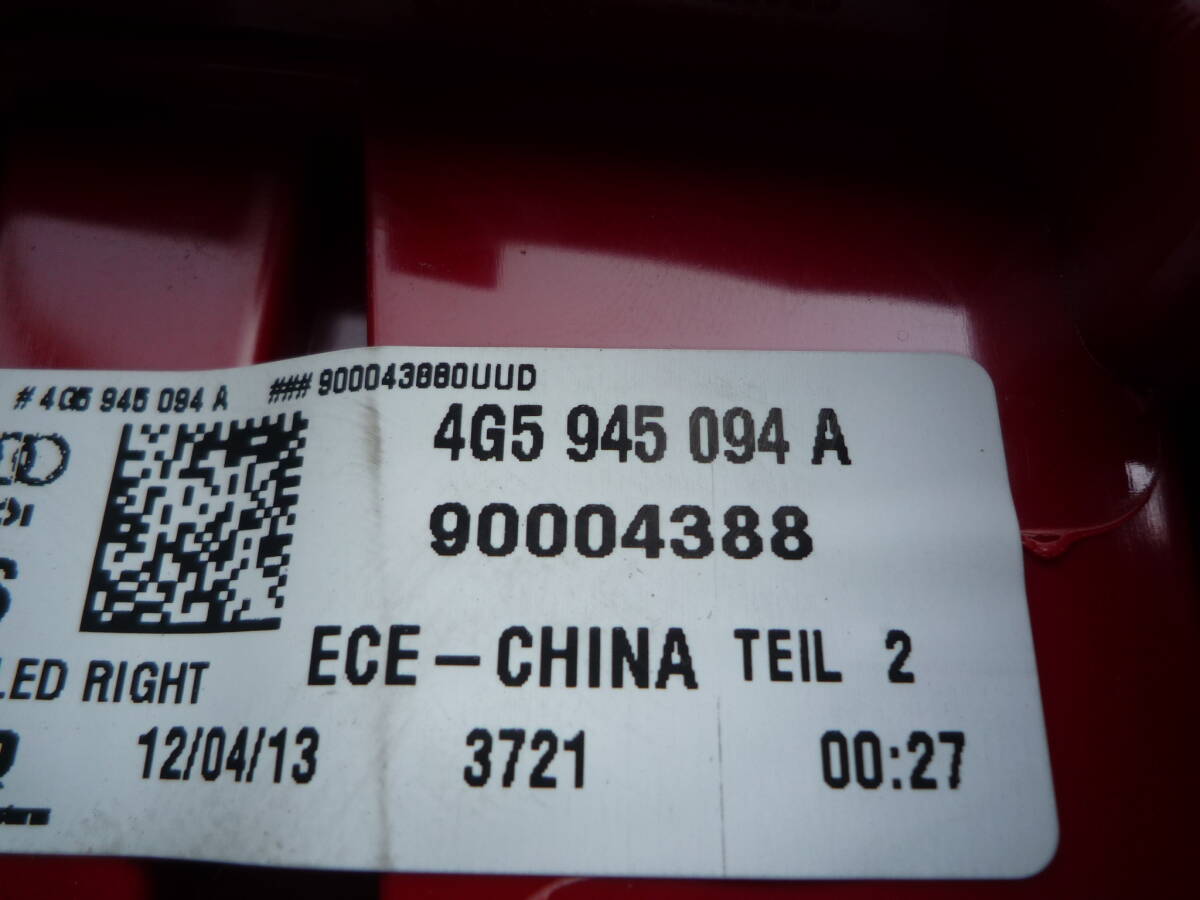 # 4G5 945 094 A ### 900043880UUD
4G5 945 094 A
90004388
ECE-CHINA TEIL 2
LED RIGHT
12/04/13 3721 00:27